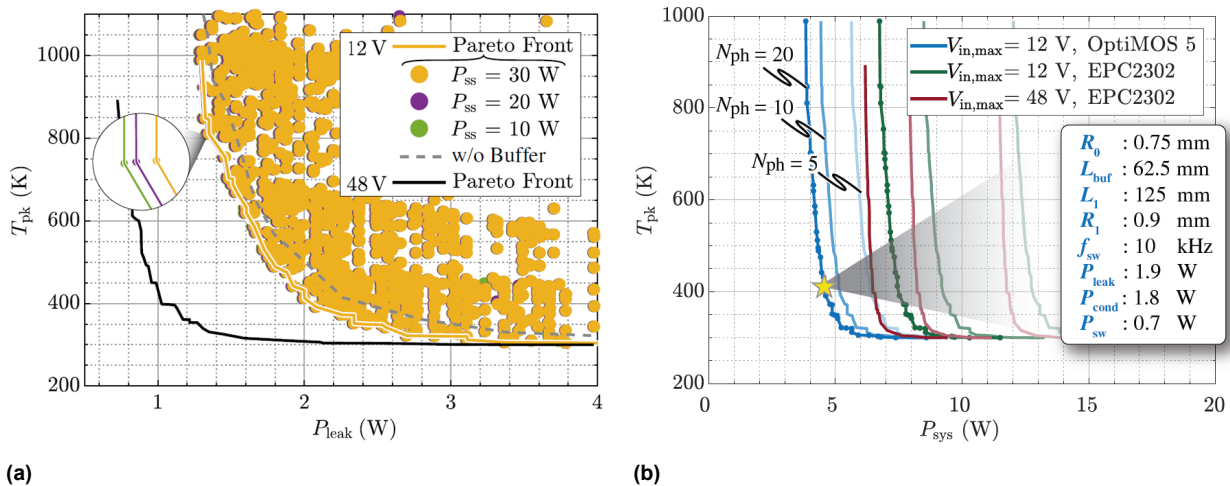 1000
800
600
400
200
T_pk (K)
1 2 3 4
P_leak (W)
12 V Pareto Front
P_ss = 30 W
P_ss = 20 W
P_ss = 10 W
w/o Buffer
48 V Pareto Front
(a)
1000
800
600
400
200
T_pk (K)
0 5 10 15 20
P_sys (W)
N_ph = 20
N_ph = 10
N_ph = 5
V_in,max = 12 V, OptiMOS 5
V_in,max = 12 V, EPC2302
V_in,max = 48 V, EPC2302
R_0 : 0.75 mm
L_buf : 62.5 mm
L_1 : 125 mm
R_1 : 0.9 mm
f_sw : 10 kHz
P_leak : 1.9 W
P_cond : 1.8 W
P_sw : 0.7 W
(b)